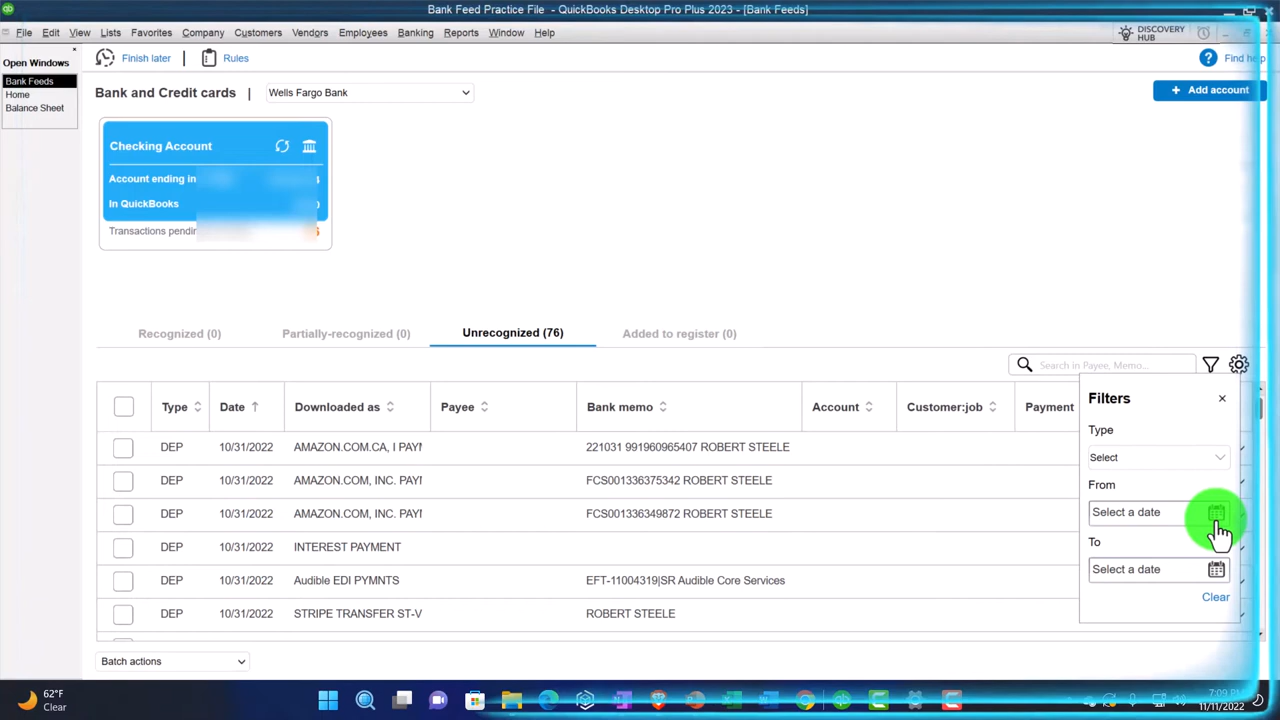 Bank Feed Practice File - QuickBooks Desktop Pro Plus 2023 - [Bank Feeds]
File Edit View Lists Favorites Company Customers Vendors Employees Banking Reports Window Help
DISCOVERY
HUB
Open Windows
Bank Feeds
Home
Balance Sheet
Finish later | Rules
? Find help
Bank and Credit cards | Wells Fargo Bank
+ Add account
Checking Account
Account ending in
In QuickBooks
Transactions
Recognized (0) Partially-recognized (0) Unrecognized (76) Added to register (0)
Search in Payee, Memo...
Type Date Downloaded as Payee Bank memo Account Customer:job Payment
DEP 10/31/2022 AMAZON.COM.CA, I 221031 991960965407 ROBERT STEELE
DEP 10/31/2022 AMAZON.COM, INC. FCS001336375342 ROBERT STEELE
DEP 10/31/2022 AMAZON.COM, INC. FCS001336349872 ROBERT STEELE
DEP 10/31/2022 INTEREST PAYMENT
DEP 10/31/2022 Audible EDI PYMNTS EFT-11004319|SR Audible Core Services
DEP 10/31/2022 STRIPE TRANSFER ST-V ROBERT STEELE
Filters
Type
Select
From
Select a date
To
Select a date
Clear
Batch actions
62°F
Clear
7:09 PM
11/11/2022